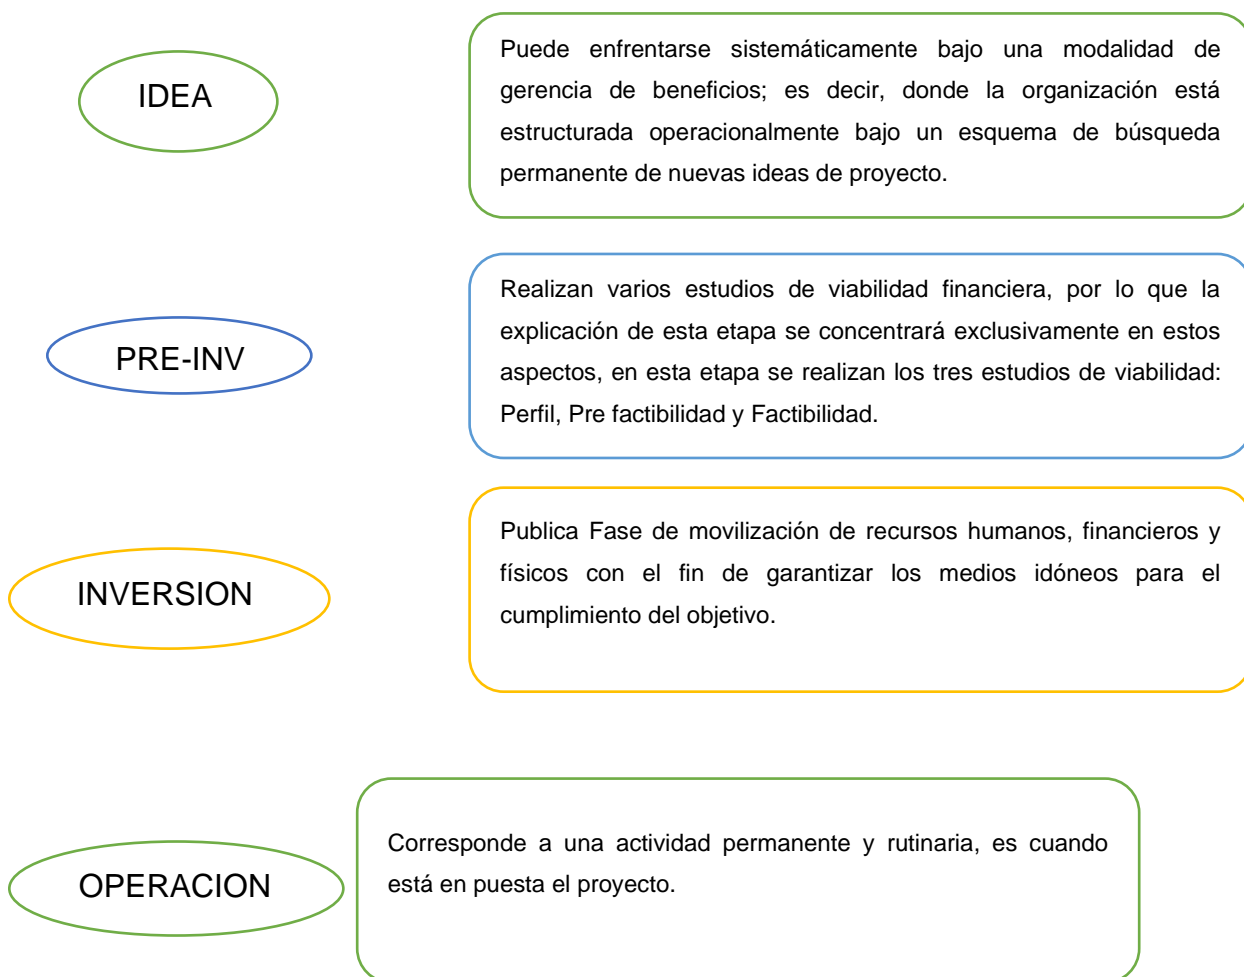 IDEA
Puede enfrentarse sistemáticamente bajo una modalidad de
gerencia de beneficios; es decir, donde la organización está
estructurada operacionalmente bajo un esquema de búsqueda
permanente de nuevas ideas de proyecto.
PRE-INV
Realizan varios estudios de viabilidad financiera, por lo que la
explicación de esta etapa se concentrará exclusivamente en estos
aspectos, en esta etapa se realizan los tres estudios de viabilidad:
Perfil, Pre factibilidad y Factibilidad.
INVERSION
Publica Fase de movilización de recursos humanos, financieros y
físicos con el fin de garantizar los medios idóneos para el
cumplimiento del objetivo.
OPERACION
Corresponde a una actividad permanente y rutinaria, es cuando
está en puesta el proyecto.